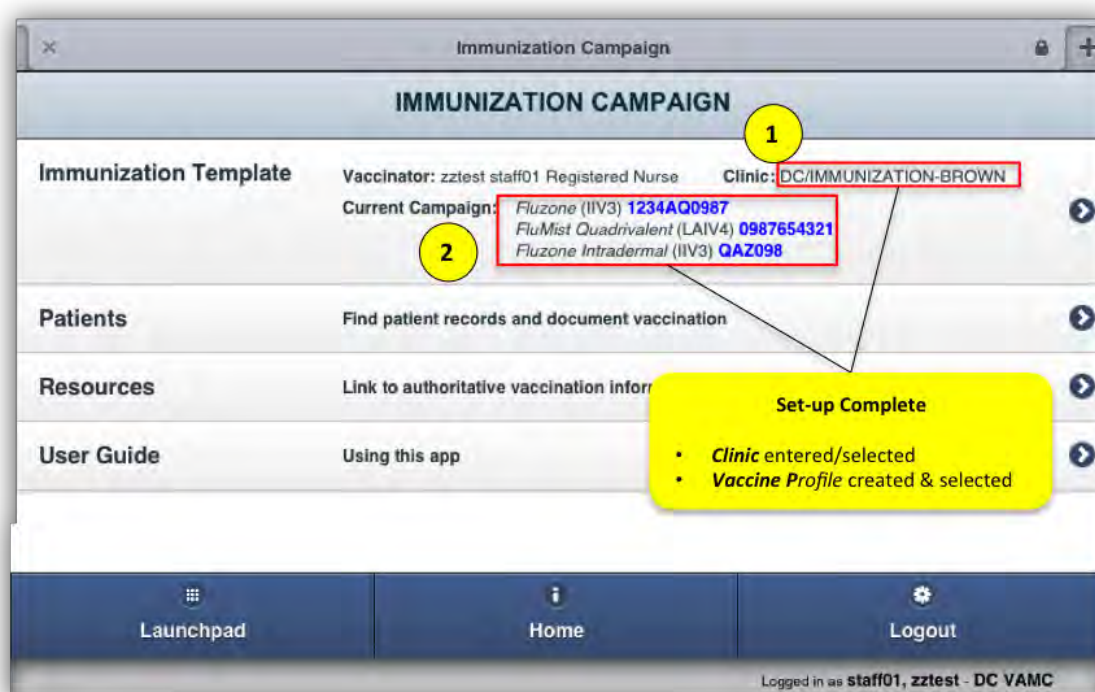 Immunization Campaign
IMMUNIZATION CAMPAIGN
1
Immunization Template
Vaccinator: zztest staff01 Registered Nurse Clinic: DC/IMMUNIZATION-BROWN
Current Campaign: Fluzone (IIV3) 1234AQ0987
FluMist Quadrivalent (LAIV4) 0987654321
2
Fluzone Intradermal (IIV3) QAZ098
Patients
Find patient records and document vaccination
Resources
Link to authoritative vaccination
User Guide
Using this app
Set-up Complete
• Clinic entered/selected
• Vaccine Profile created & selected
Launchpad
Home
Logout
Logged in as staff01, zztest - DC VAMC